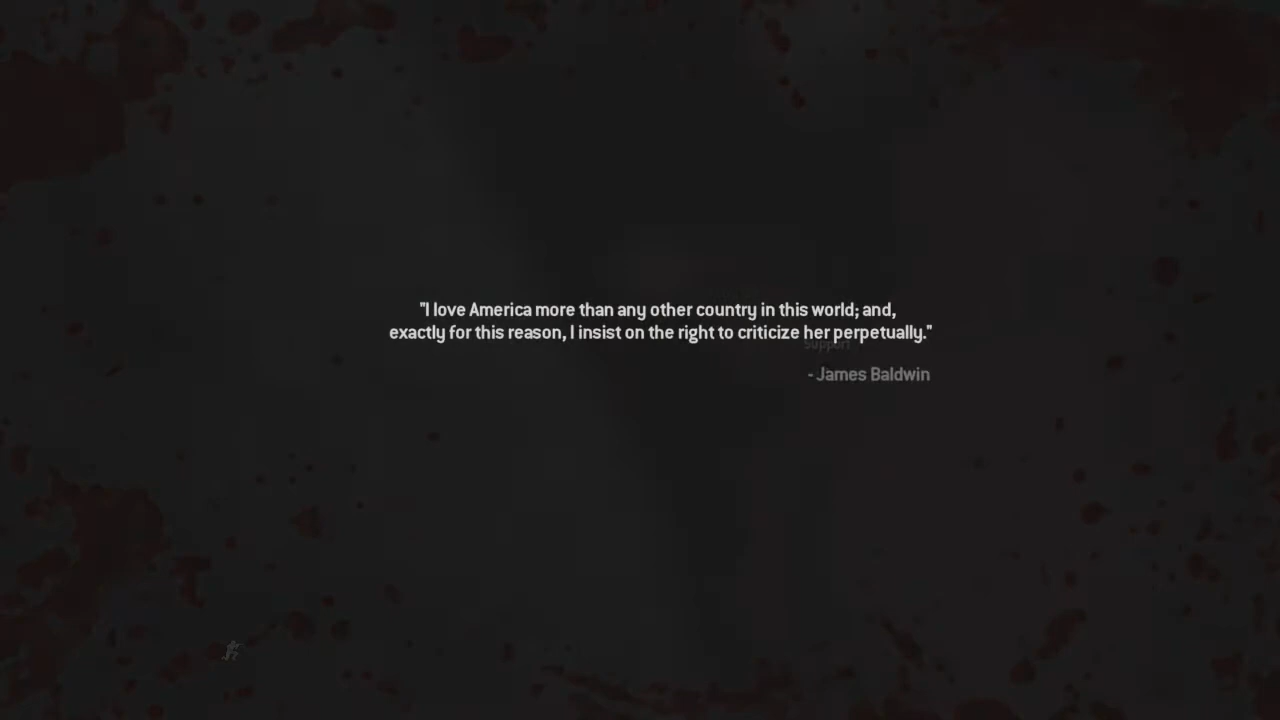 "I love America more than any other country in this world; and,
exactly for this reason, I insist on the right to criticize her perpetually."
Support
- James Baldwin